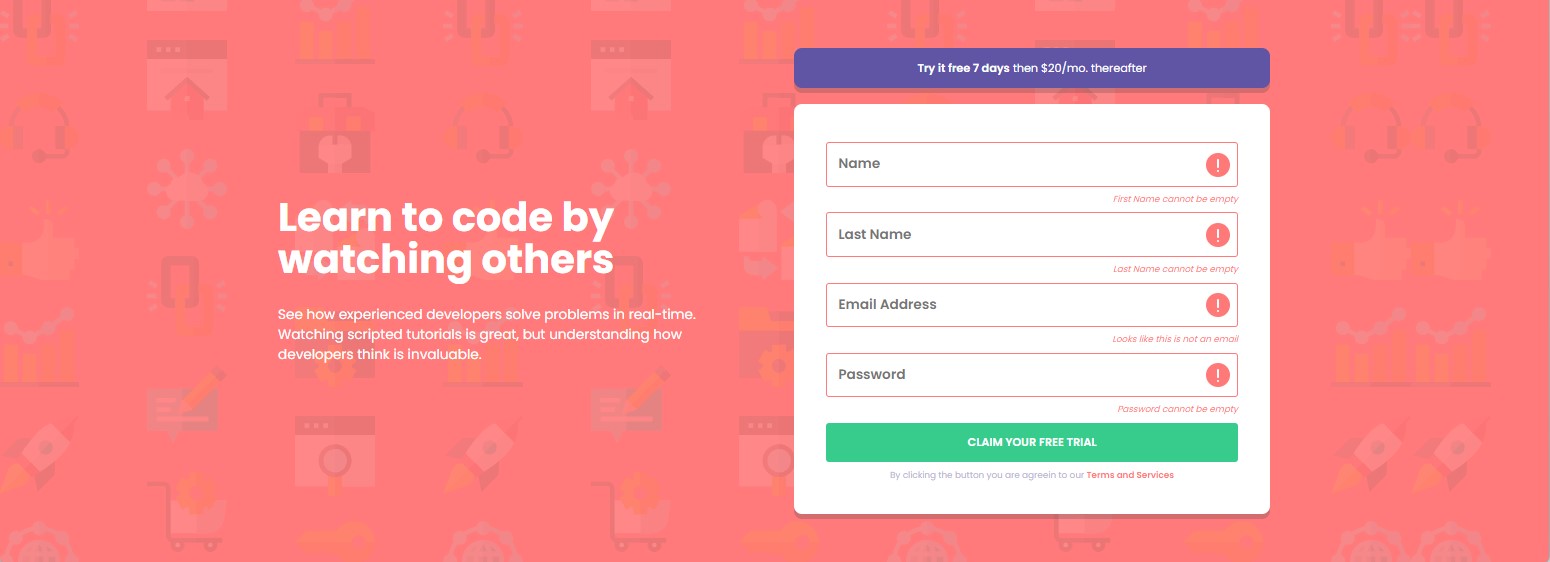 Try it free 7 days then $20/mo. thereafter
Learn to code by
watching others
See how experienced developers solve problems in real-time.
Watching scripted tutorials is great, but understanding how
developers think is invaluable.
Name
First Name cannot be empty
Last Name
Last Name cannot be empty
Email Address
Looks like this is not an email
Password
Password cannot be empty
CLAIM YOUR FREE TRIAL
By clicking the button you are agreein to our Terms and Services